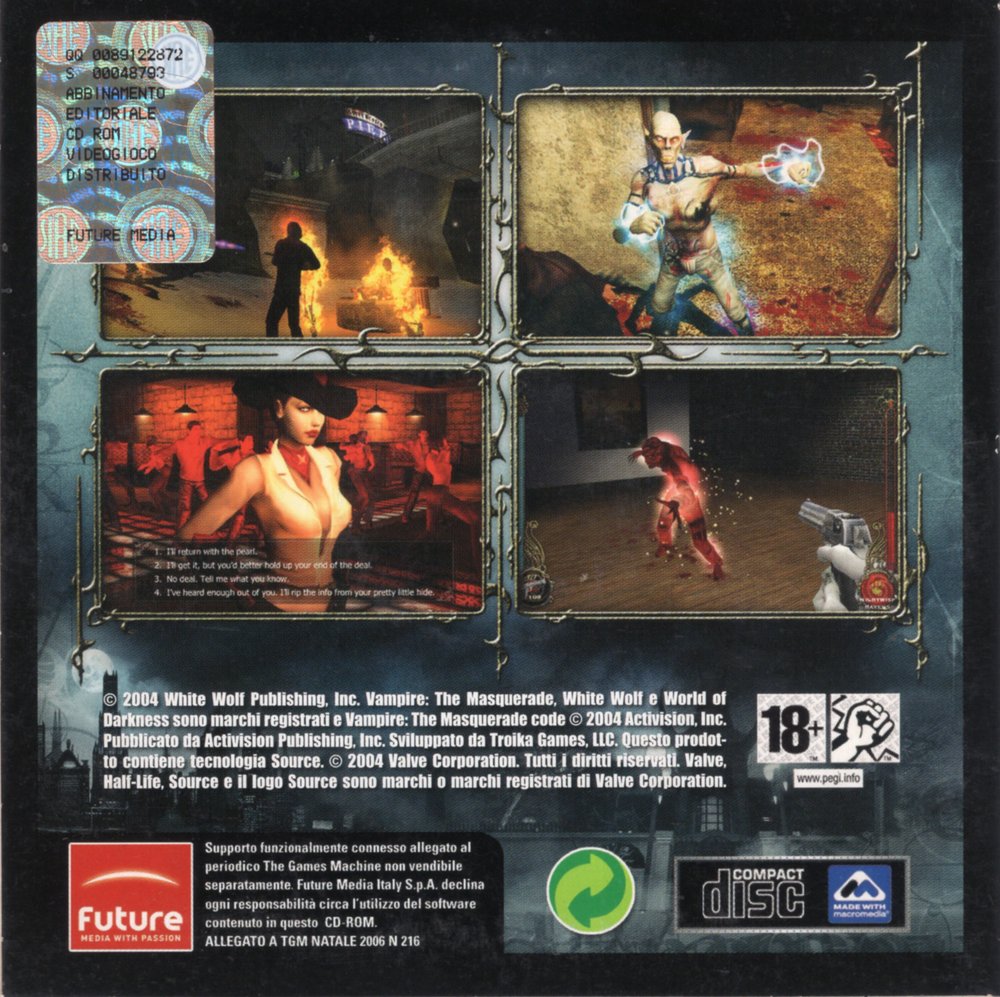 QQ 0089122872
S 00048793
ABBINAMENTO
EDITORIALE
CD ROM
VIDEOGIOCO
DISTRIBUITO
FUTURE MEDIA
PIER
1. I'll return with the pearl.
2. I'll get it, but you'd better hold up your end of the deal.
3. No deal. Tell me what you know.
4. I've heard enough out of you. I'll rip the info from your pretty little hide.
© 2004 White Wolf Publishing, Inc. Vampire: The Masquerade, White Wolf e World of
Darkness sono marchi registrati e Vampire: The Masquerade code © 2004 Activision, Inc.
Pubblicato da Activision Publishing, Inc. Sviluppato da Troika Games, LLC. Questo prodot-
to contiene tecnologia Source. © 2004 Valve Corporation. Tutti i diritti riservati. Valve,
Half-Life, Source e il logo Source sono marchi o marchi registrati di Valve Corporation.
18+
TM TM
www.pegi.info
Future
MEDIA WITH PASSION
Supporto funzionalmente connesso allegato al
periodico The Games Machine non vendibile
separatamente. Future Media Italy S.p.A. declina
ogni responsabilità circa l'utilizzo del software
contenuto in questo CD-ROM.
ALLEGATO A TGM NATALE 2006 N 216
COMPACT
disc
MADE WITH
macromedia®